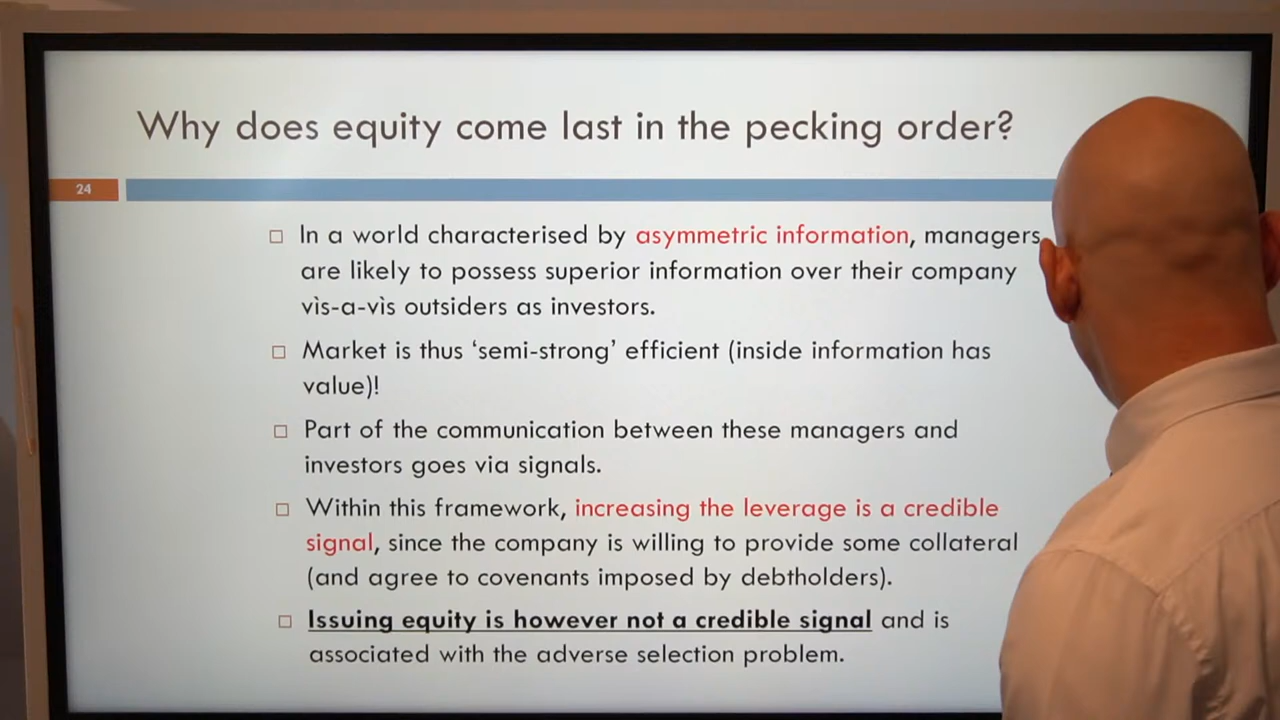 Why does equity come last in the pecking order?
24
In a world characterised by asymmetric information, managers
are likely to possess superior information over their company
vìs-a-vìs outsiders as investors.
Market is thus ‘semi-strong’ efficient (inside information has
value)!
Part of the communication between these managers and
investors goes via signals.
Within this framework, increasing the leverage is a credible
signal, since the company is willing to provide some collateral
(and agree to covenants imposed by debtholders).
Issuing equity is however not a credible signal and is
associated with the adverse selection problem.